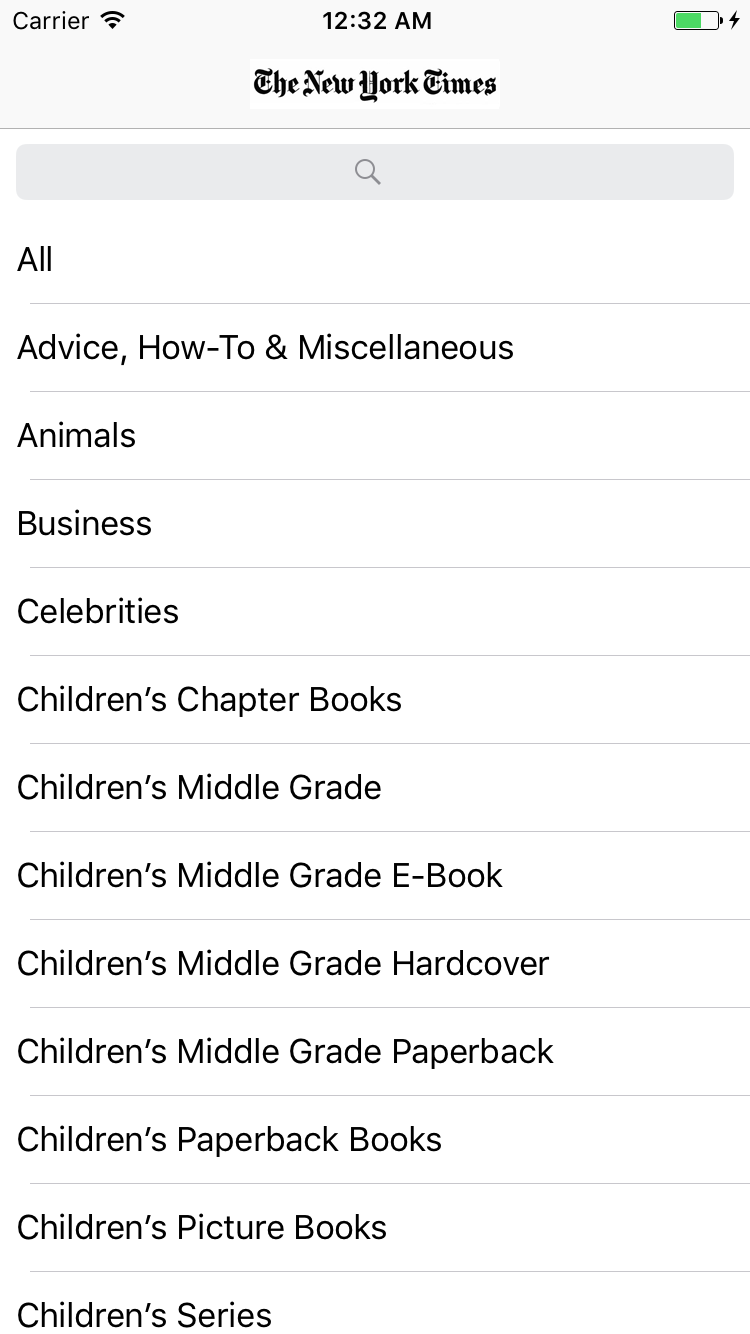 Carrier 12:32 AM
The New York Times
All
Advice, How-To & Miscellaneous
Animals
Business
Celebrities
Children’s Chapter Books
Children’s Middle Grade
Children’s Middle Grade E-Book
Children’s Middle Grade Hardcover
Children’s Middle Grade Paperback
Children’s Paperback Books
Children’s Picture Books
Children’s Series